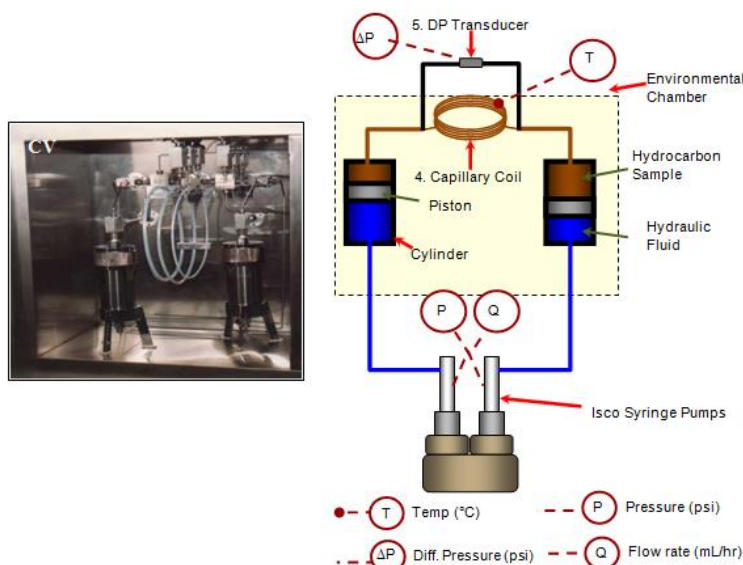 CV
5. DP Transducer
ΔP
T
Environmental
Chamber
4. Capillary Coil
Hydrocarbon
Sample
Piston
Hydraulic
Fluid
Cylinder
P
Q
Isco Syringe Pumps
T
Temp (°C)
P
Pressure (psi)
ΔP
Diff. Pressure (psi)
Q
Flow rate (mL/hr)